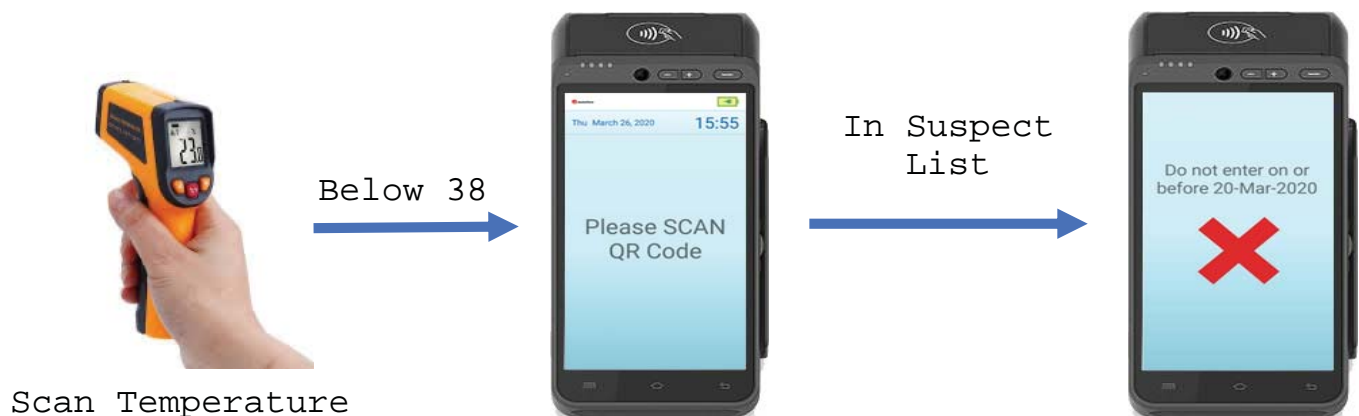 Scan Temperature
23.0
Below 38
Thu March 26, 2020 15:55
Please SCAN
QR Code
In Suspect
List
Do not enter on or
before 20-Mar-2020